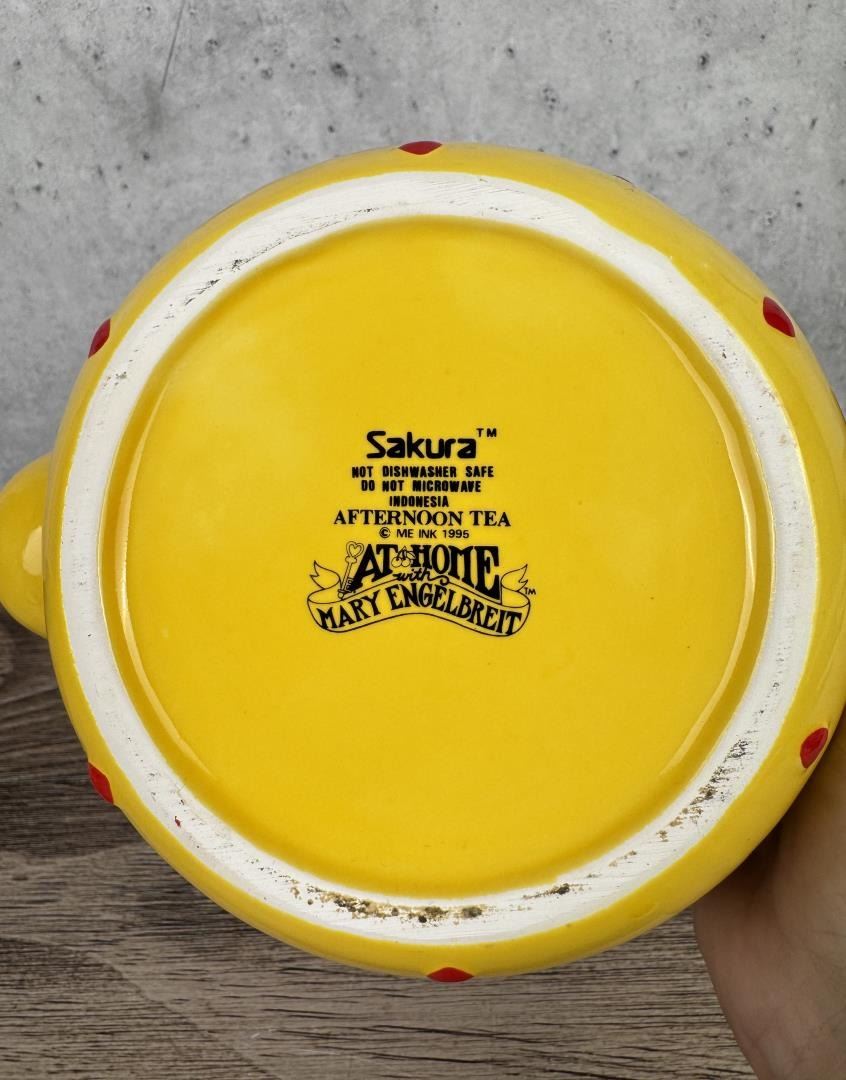 Sakura™
NOT DISHWASHER SAFE
DO NOT MICROWAVE
INDONESIA
AFTERNOON TEA
© ME INK 1995
AT HOME
with
MARY ENGELBREIT™